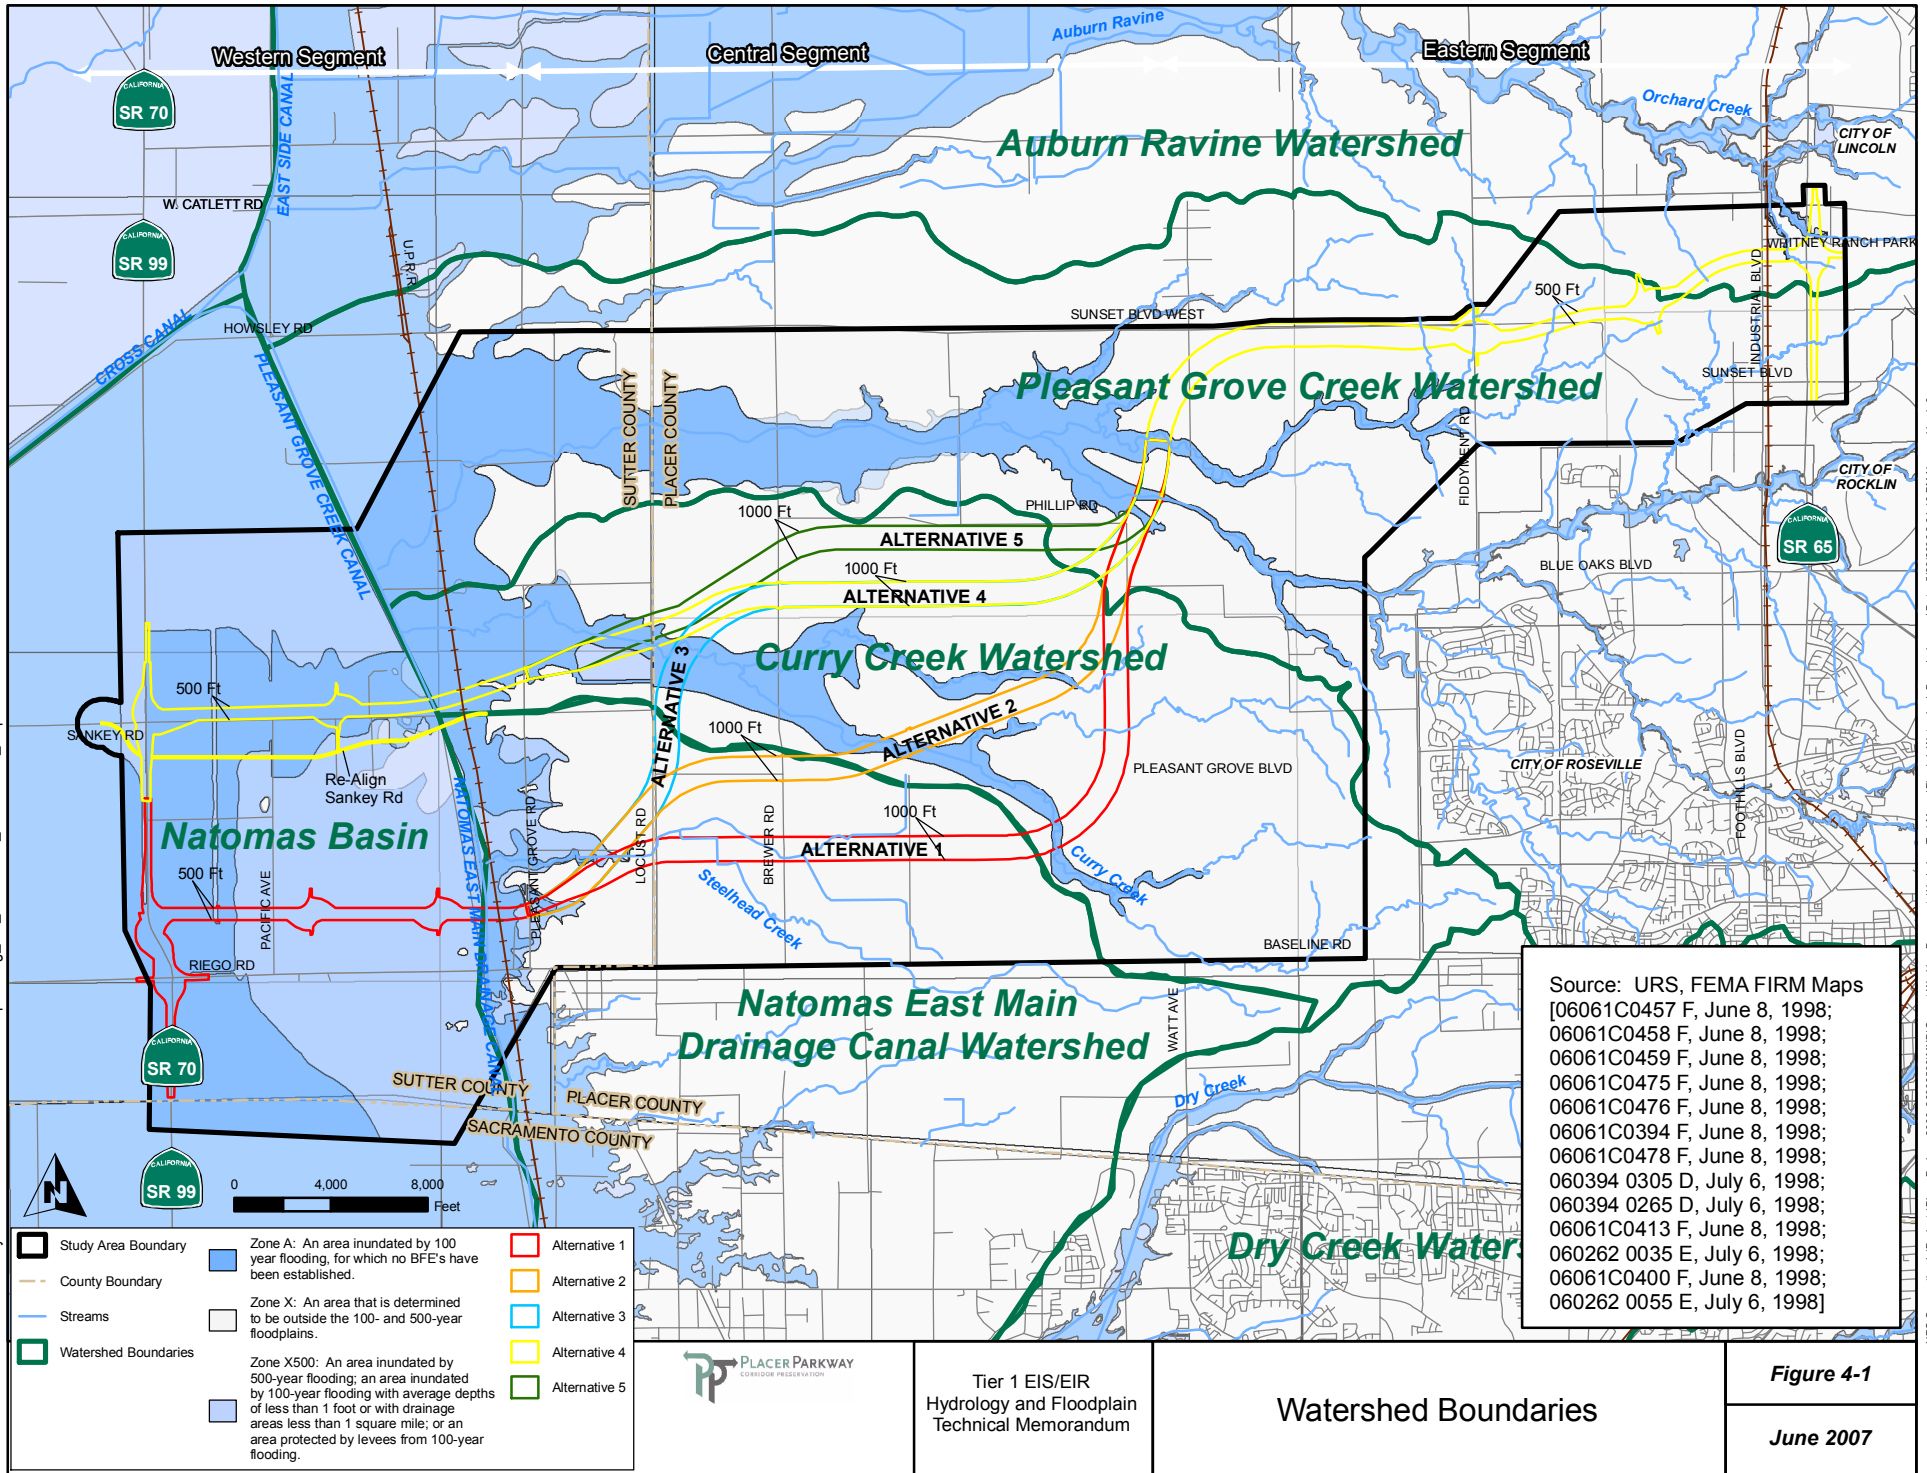 Western Segment
Central Segment
Eastern Segment
Auburn Ravine
Orchard Creek
CITY OF
LINCOLN
CALIFORNIA
SR 70
EAST SIDE CANAL
Auburn Ravine Watershed
W. CATLETT RD
CALIFORNIA
SR 99
U.P.R.R
WHITNEY RANCH PARK
INDUSTRIAL BLVD
500 Ft
SUNSET BLVD WEST
HOWSLEY RD
CROSS CANAL
PLEASANT GROVE CREEK CANAL
SUTTER COUNTY
PLACER COUNTY
Pleasant Grove Creek Watershed
SUNSET BLVD
FIDDYMENT RD
CITY OF
ROCKLIN
CALIFORNIA
SR 65
PHILLIP RD
1000 Ft
ALTERNATIVE 5
1000 Ft
ALTERNATIVE 4
BLUE OAKS BLVD
Curry Creek Watershed
ALTERNATIVE 3
500 Ft
SANKEY RD
Re-Align
Sankey Rd
1000 Ft
ALTERNATIVE 2
PLEASANT GROVE BLVD
CITY OF ROSEVILLE
FOOTHILLS BLVD
Natomas Basin
NATOMAS EAST MAIN DRAINAGE CANAL
PLEASANT GROVE RD
LOCUST RD
BREWER RD
1000 Ft
ALTERNATIVE 1
500 Ft
PACIFIC AVE
Steelhead Creek
Curry Creek
RIEGO RD
BASELINE RD
Natomas East Main
Drainage Canal Watershed
WATT AVE
CALIFORNIA
SR 70
SUTTER COUNTY
PLACER COUNTY
SACRAMENTO COUNTY
Dry Creek
Dry Creek Waters
CALIFORNIA
SR 99
N
0 4,000 8,000
Feet
Source: URS, FEMA FIRM Maps
[06061C0457 F, June 8, 1998;
06061C0458 F, June 8, 1998;
06061C0459 F, June 8, 1998;
06061C0475 F, June 8, 1998;
06061C0476 F, June 8, 1998;
06061C0394 F, June 8, 1998;
06061C0478 F, June 8, 1998;
060394 0305 D, July 6, 1998;
060394 0265 D, July 6, 1998;
06061C0413 F, June 8, 1998;
060262 0035 E, July 6, 1998;
06061C0400 F, June 8, 1998;
060262 0055 E, July 6, 1998]
Study Area Boundary
County Boundary
Streams
Watershed Boundaries
Zone A: An area inundated by 100
year flooding, for which no BFE's have
been established.
Zone X: An area that is determined
to be outside the 100- and 500-year
floodplains.
Zone X500: An area inundated by
500-year flooding; an area inundated
by 100-year flooding with average depths
of less than 1 foot or with drainage
areas less than 1 square mile; or an
area protected by levees from 100-year
flooding.
Alternative 1
Alternative 2
Alternative 3
Alternative 4
Alternative 5
PLACER PARKWAY
CORRIDOR PRESERVATION
Tier 1 EIS/EIR
Hydrology and Floodplain
Technical Memorandum
Watershed Boundaries
Figure 4-1
June 2007